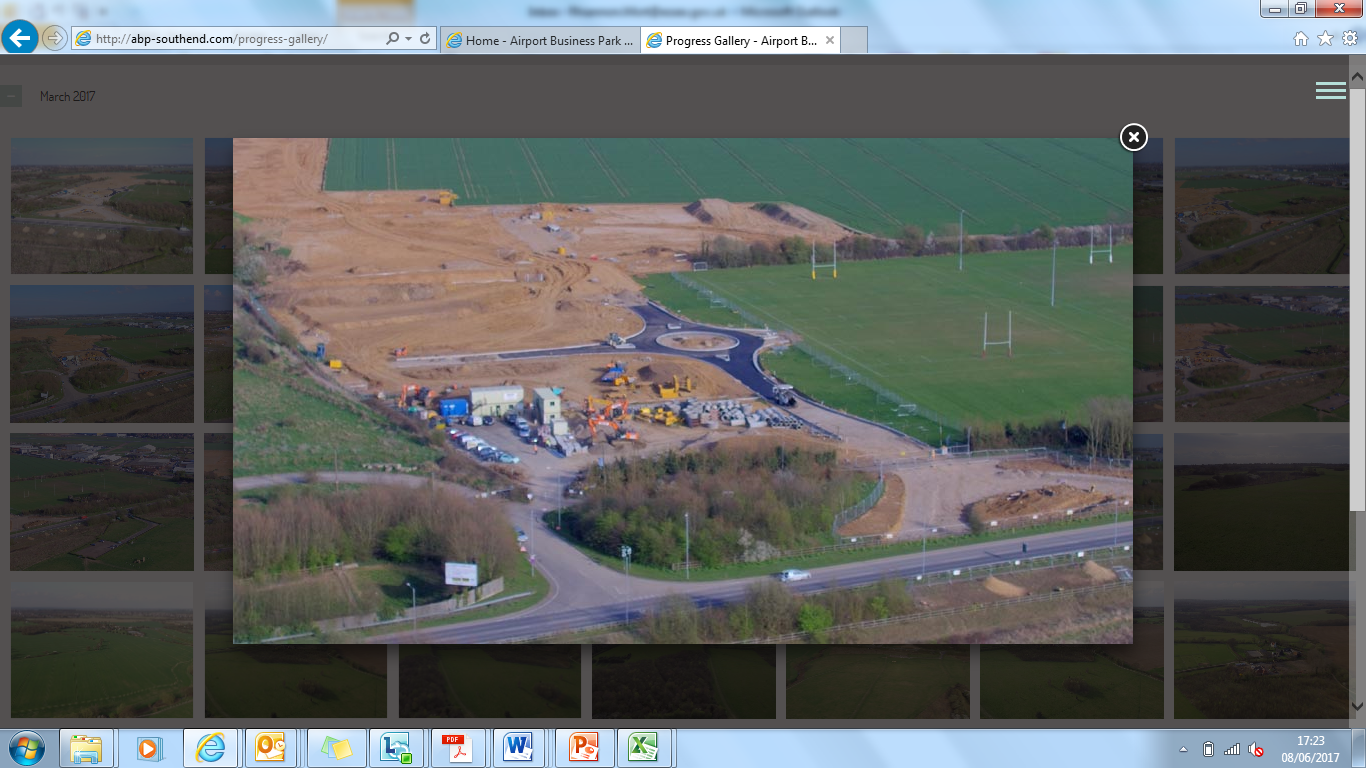 http://abp-southend.com/progress-gallery/
Home - Airport Business Park ...
Progress Gallery - Airport B...
March 2017
PDF
17:23
08/06/2017